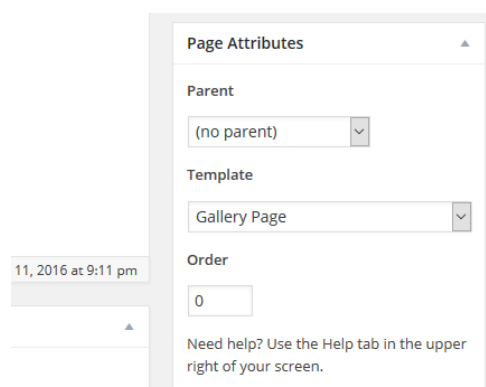 Page Attributes
Parent
(no parent)
Template
Gallery Page
11, 2016 at 9:11 pm
Order
0
Need help? Use the Help tab in the upper
right of your screen.